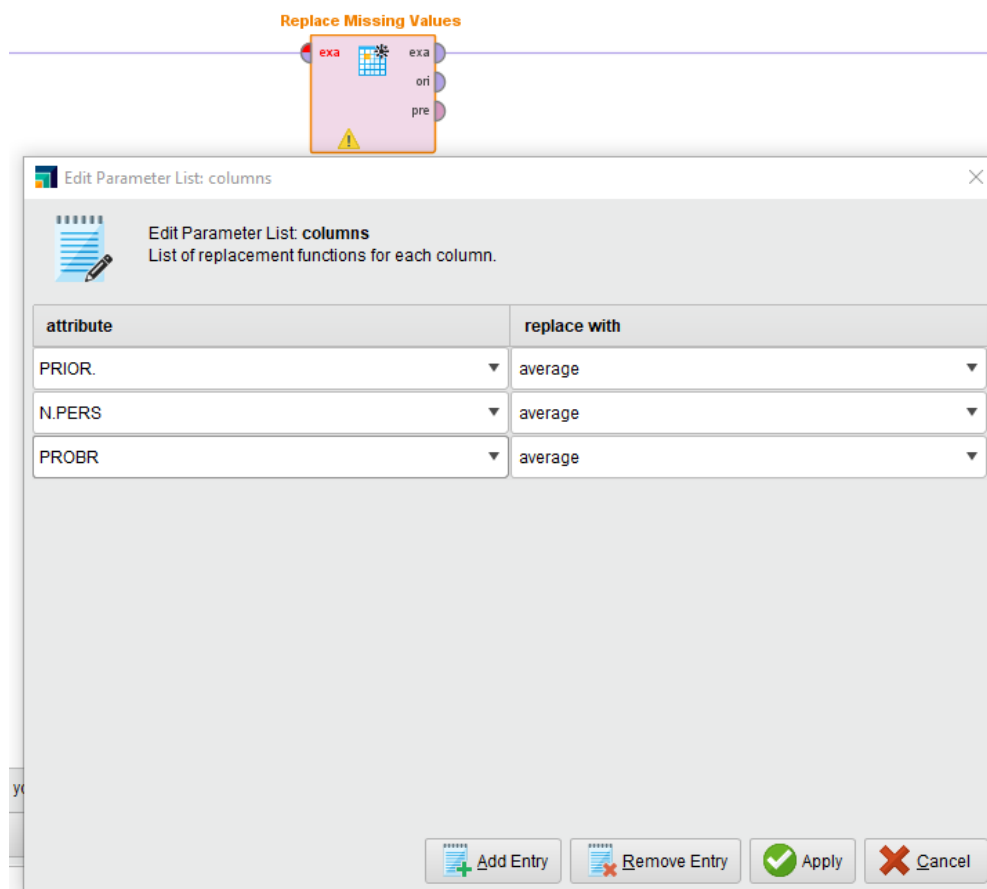 Replace Missing Values
exa exa
ori
pre
Edit Parameter List: columns
Edit Parameter List: columns
List of replacement functions for each column.
attribute replace with
PRIOR. average
N.PERS average
PROBR average
Add Entry Remove Entry Apply Cancel